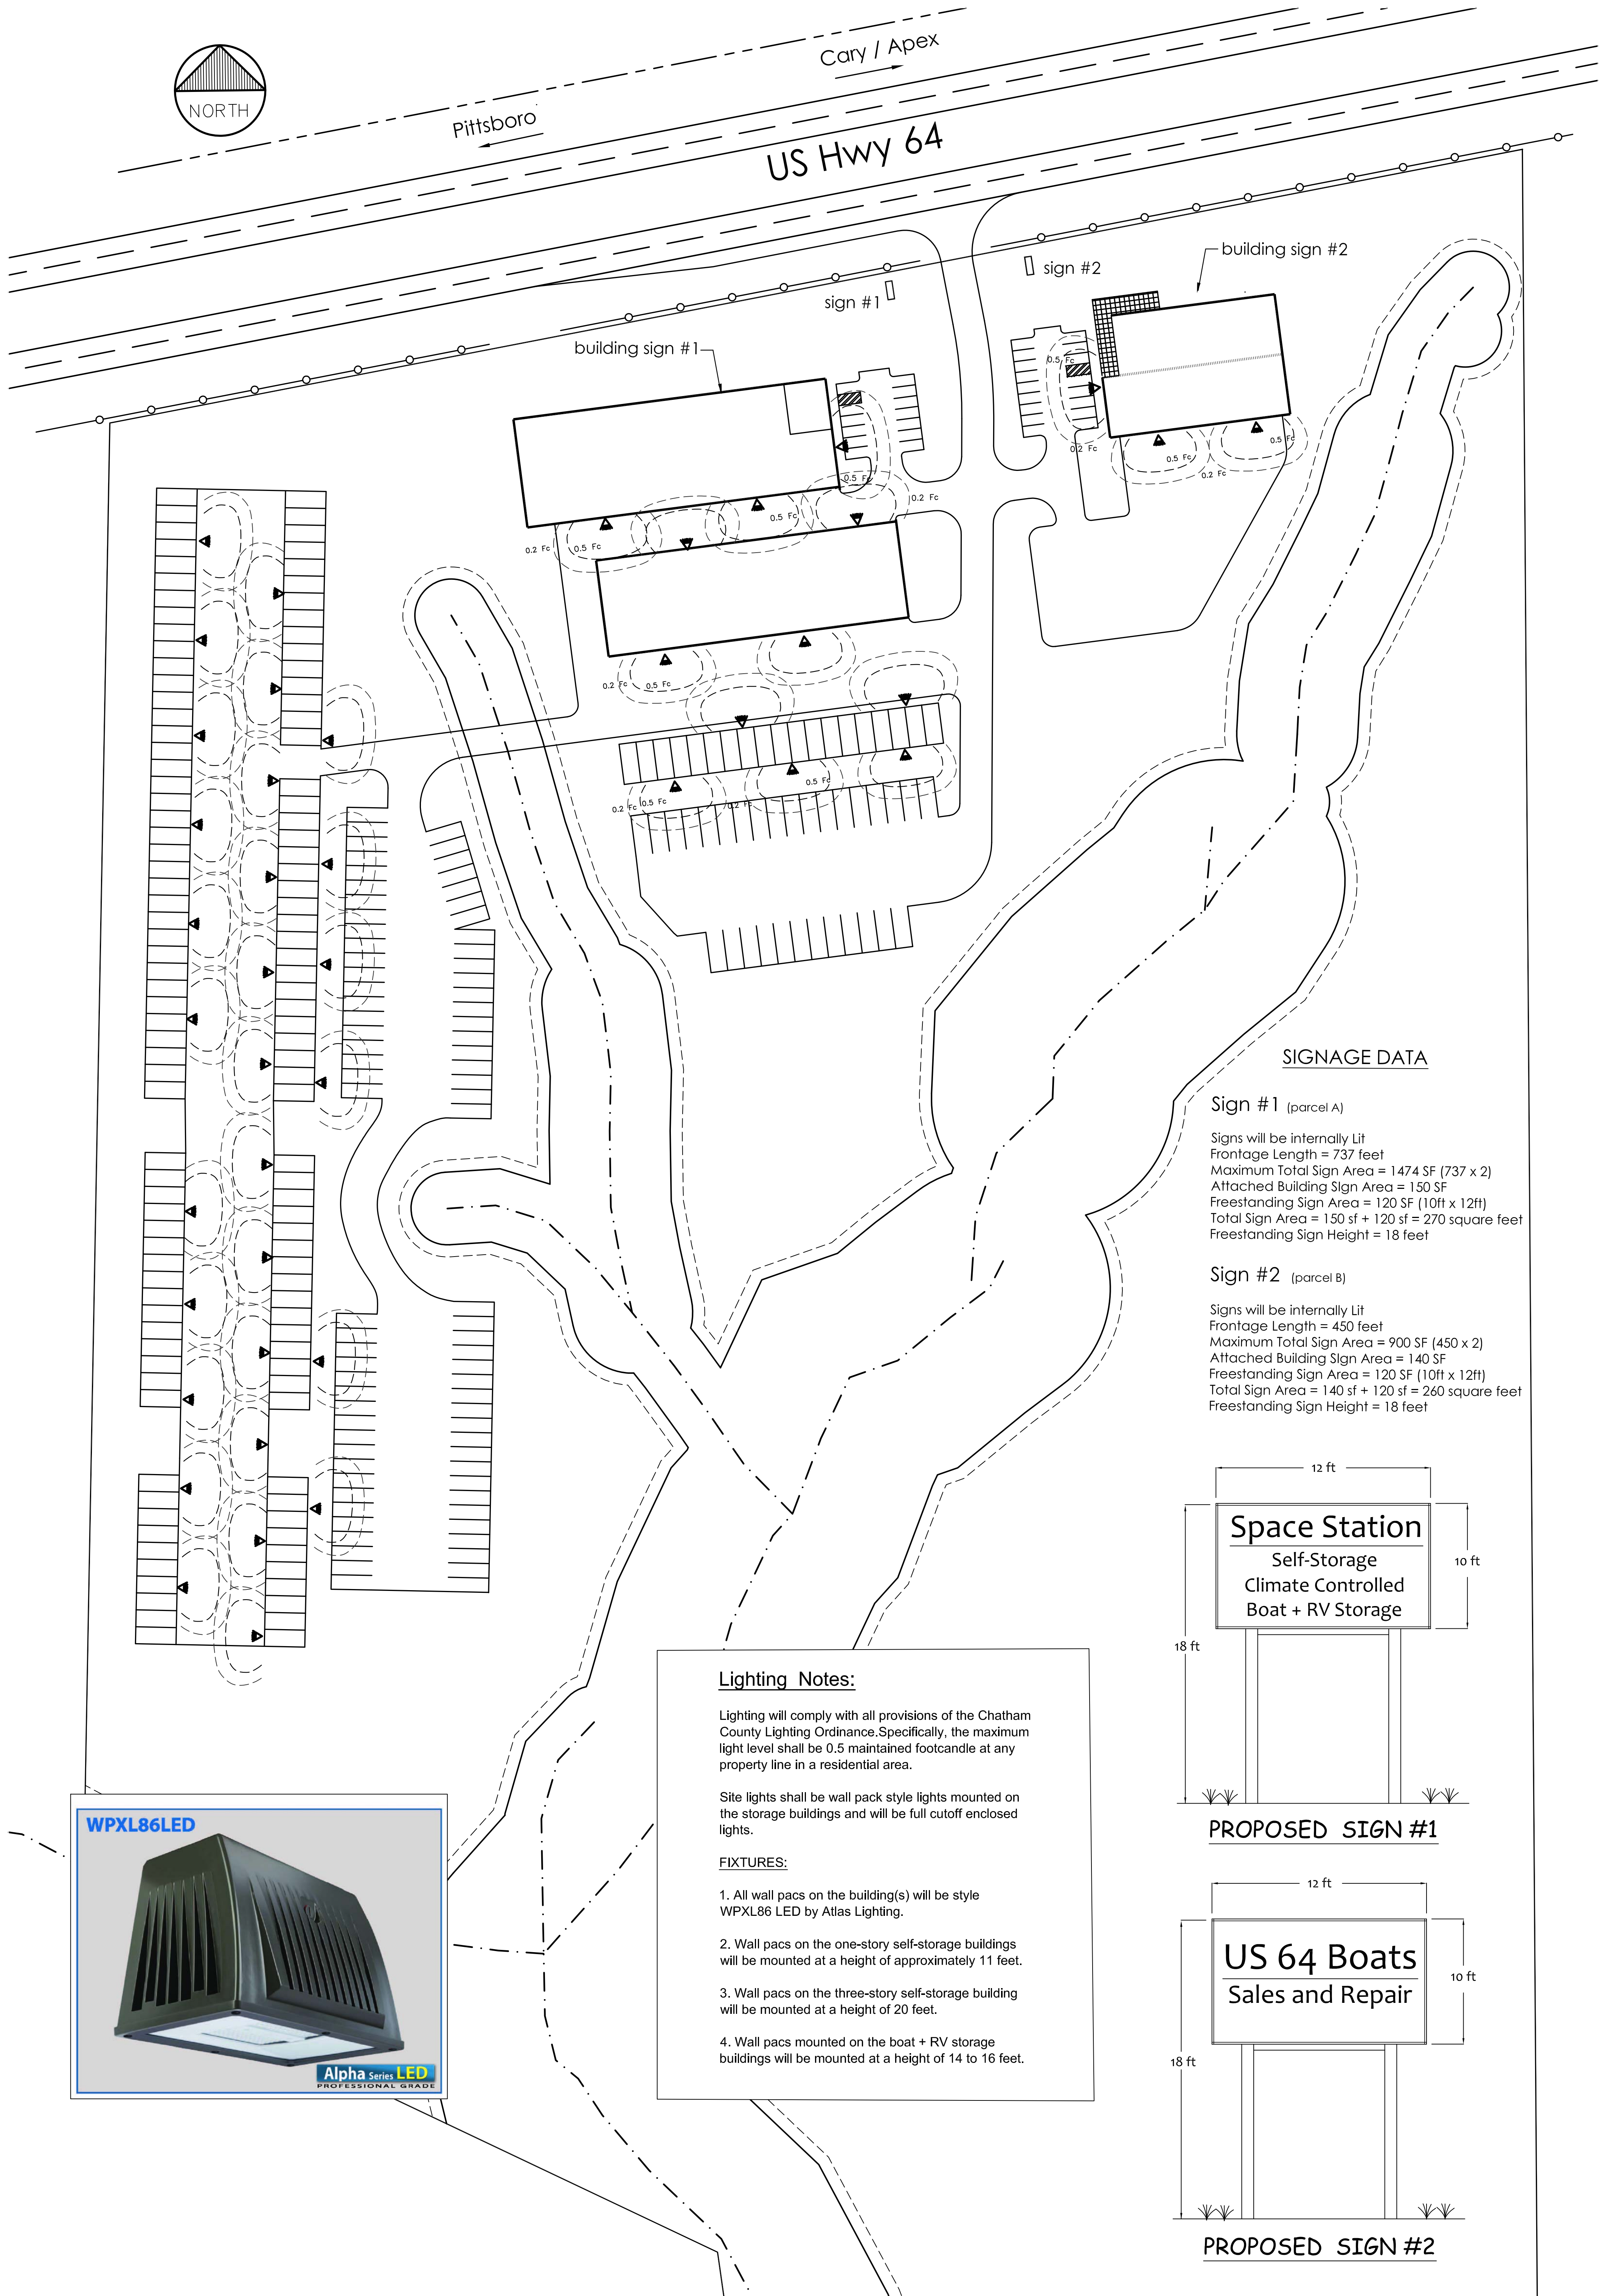 NORTH
Pittsboro
Cary / Apex
US Hwy 64
building sign #2
sign #2
sign #1
building sign #1
0.5 Fc
0.2 Fc
0.5 Fc
0.2 Fc
0.5 Fc
0.5 Fc
0.2 Fc
0.5 Fc
0.2 Fc
0.5 Fc
0.2 Fc
0.5 Fc
0.5 Fc
0.2 Fc
0.5 Fc
0.2 Fc
SIGNAGE DATA
Sign #1 (parcel A)
Signs will be internally Lit
Frontage Length = 737 feet
Maximum Total Sign Area = 1474 SF (737 x 2)
Attached Building SIgn Area = 150 SF
Freestanding Sign Area = 120 SF (10ft x 12ft)
Total Sign Area = 150 sf + 120 sf = 270 square feet
Freestanding Sign Height = 18 feet
Sign #2 (parcel B)
Signs will be internally Lit
Frontage Length = 450 feet
Maximum Total Sign Area = 900 SF (450 x 2)
Attached Building SIgn Area = 140 SF
Freestanding Sign Area = 120 SF (10ft x 12ft)
Total Sign Area = 140 sf + 120 sf = 260 square feet
Freestanding Sign Height = 18 feet
12 ft
Space Station
Self-Storage
Climate Controlled
Boat + RV Storage
10 ft
18 ft
PROPOSED SIGN #1
12 ft
US 64 Boats
Sales and Repair
10 ft
18 ft
PROPOSED SIGN #2
Lighting Notes:
Lighting will comply with all provisions of the Chatham
County Lighting Ordinance.Specifically, the maximum
light level shall be 0.5 maintained footcandle at any
property line in a residential area.
Site lights shall be wall pack style lights mounted on
the storage buildings and will be full cutoff enclosed
lights.
FIXTURES:
1. All wall pacs on the building(s) will be style
WPXL86 LED by Atlas Lighting.
2. Wall pacs on the one-story self-storage buildings
will be mounted at a height of approximately 11 feet.
3. Wall pacs on the three-story self-storage building
will be mounted at a height of 20 feet.
4. Wall pacs mounted on the boat + RV storage
buildings will be mounted at a height of 14 to 16 feet.
WPXL86LED
Alpha Series LED
PROFESSIONAL GRADE